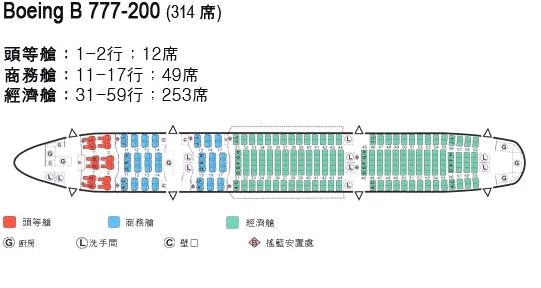 Boeing B 777-200 (314 席)
頭等艙：1-2行；12席
商務艙：11-17行；49席
經濟艙：31-59行；253席
頭等艙 商務艙 經濟艙
G 廚房 L 洗手間 C 壁口 B 搖籃安置處